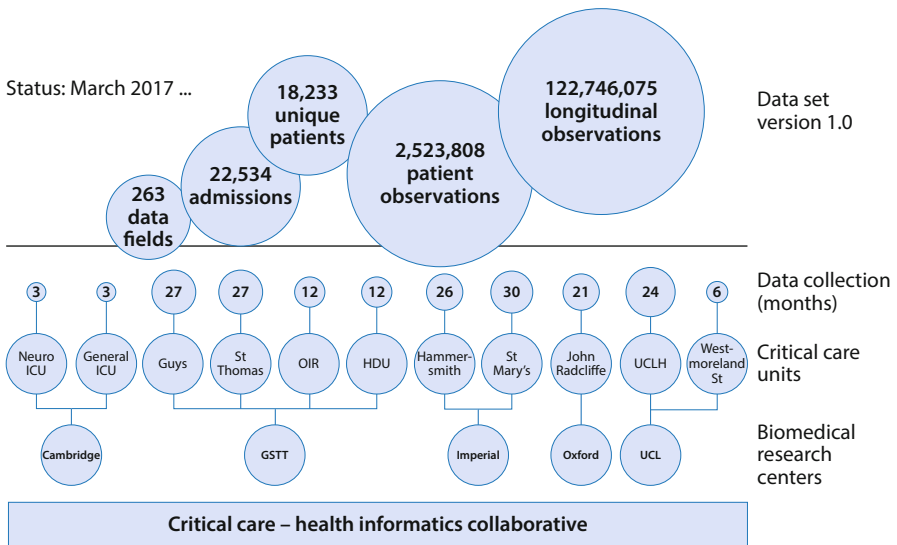 Status: March 2017 ...
263
data
fields
22,534
admissions
18,233
unique
patients
2,523,808
patient
observations
122,746,075
longitudinal
observations
Data set
version 1.0
3
3
27
27
12
12
26
30
21
24
6
Data collection
(months)
Neuro
ICU
General
ICU
Guys
St
Thomas
OIR
HDU
Hammer-
smith
St
Mary's
John
Radcliffe
UCLH
West-
moreland
St
Critical care
units
Cambridge
GSTT
Imperial
Oxford
UCL
Biomedical
research
centers
Critical care – health informatics collaborative